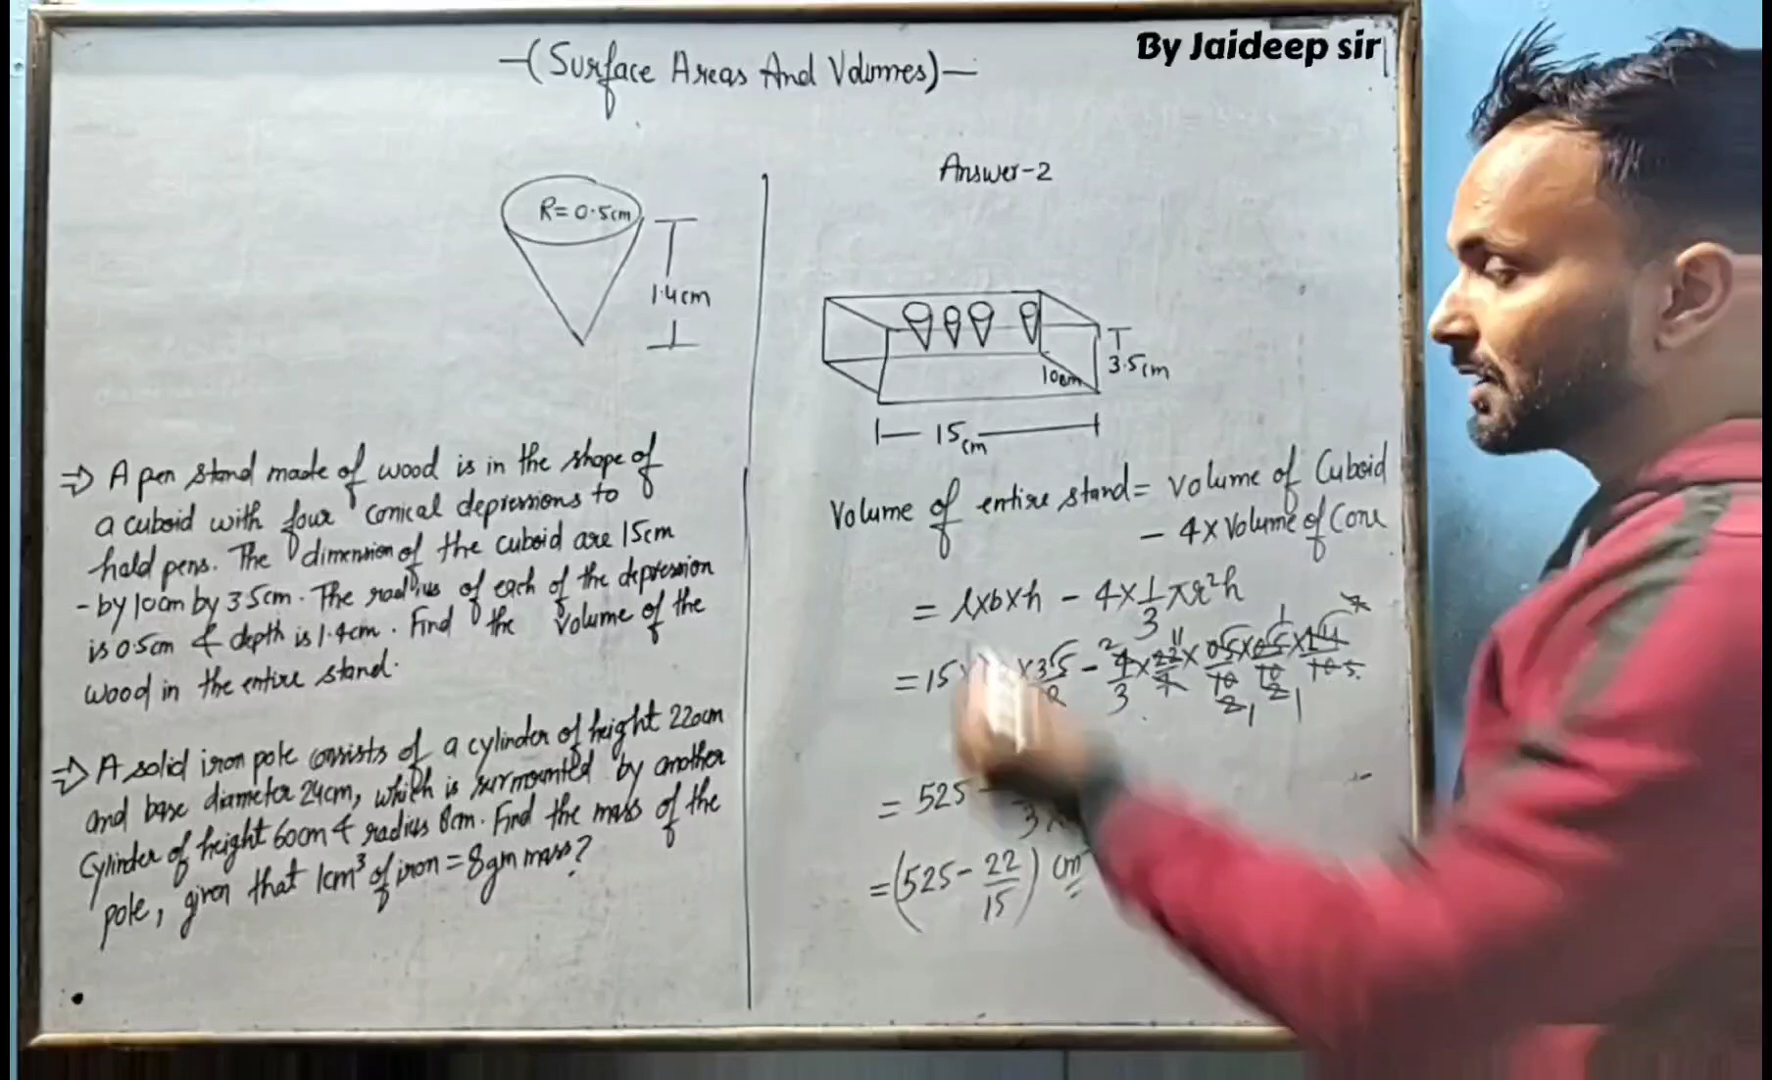 By Jaideep sir
(Surface Areas And Volumes)
R=0.5cm
1.4cm
⇒ A pen stand made of wood is in the shape of
a cuboid with four conical depressions to
hold pens. The dimension of the cuboid are 15cm
-by 10cm by 3.5cm. The radius of each of the depression
is 0.5cm & depth is 1.4cm. Find the volume of the
wood in the entire stand.
⇒ A solid iron pole consists of a cylinder of height 220cm
and base diameter 24cm, which is surmounted by another
Cylinder of height 60cm & radius 8cm. Find the mass of the
pole, given that 1cm³ of iron = 8gm mass?
Answer-2
3.5cm
10cm
15cm
Volume of entire stand = Volume of Cuboid
- 4 x Volume of Cone
= l×b×h - 4×1/3 πr²h
= 15
= 525
= (525 - 22/15) cm